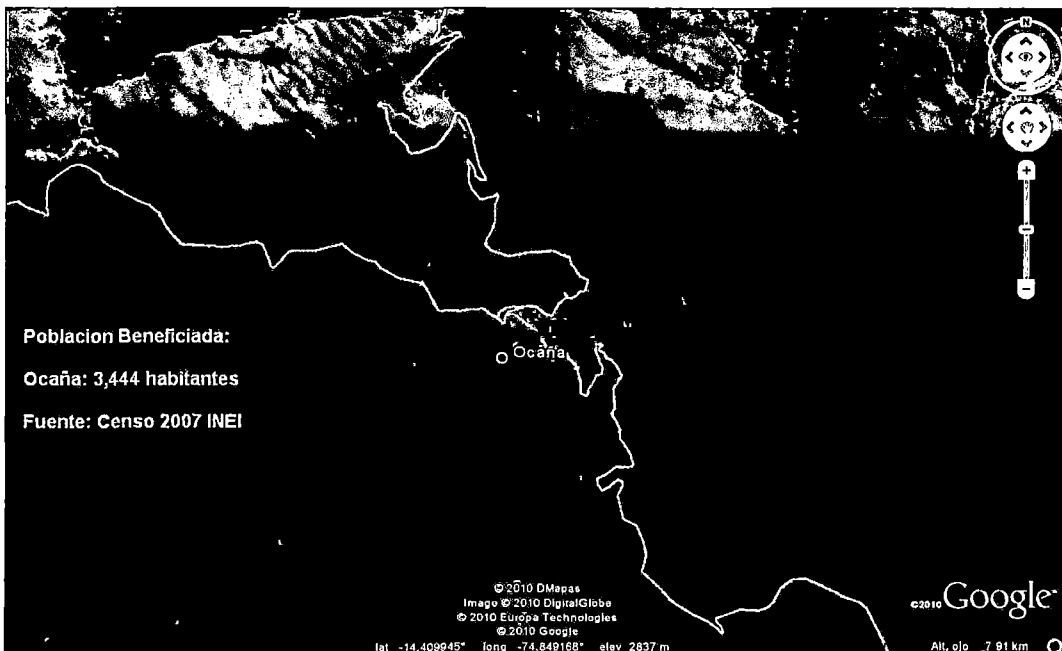 N
Poblacion Beneficiada:
Ocaña: 3,444 habitantes
Fuente: Censo 2007 INEI
Ocaña
© 2010 DMapas
Image © 2010 DigitalGlobe
© 2010 Europa Technologies
© 2010 Google
©2010 Google
lat -14.409945° long -74.849168° elev 2837 m
Alt. ojo 7.91 km